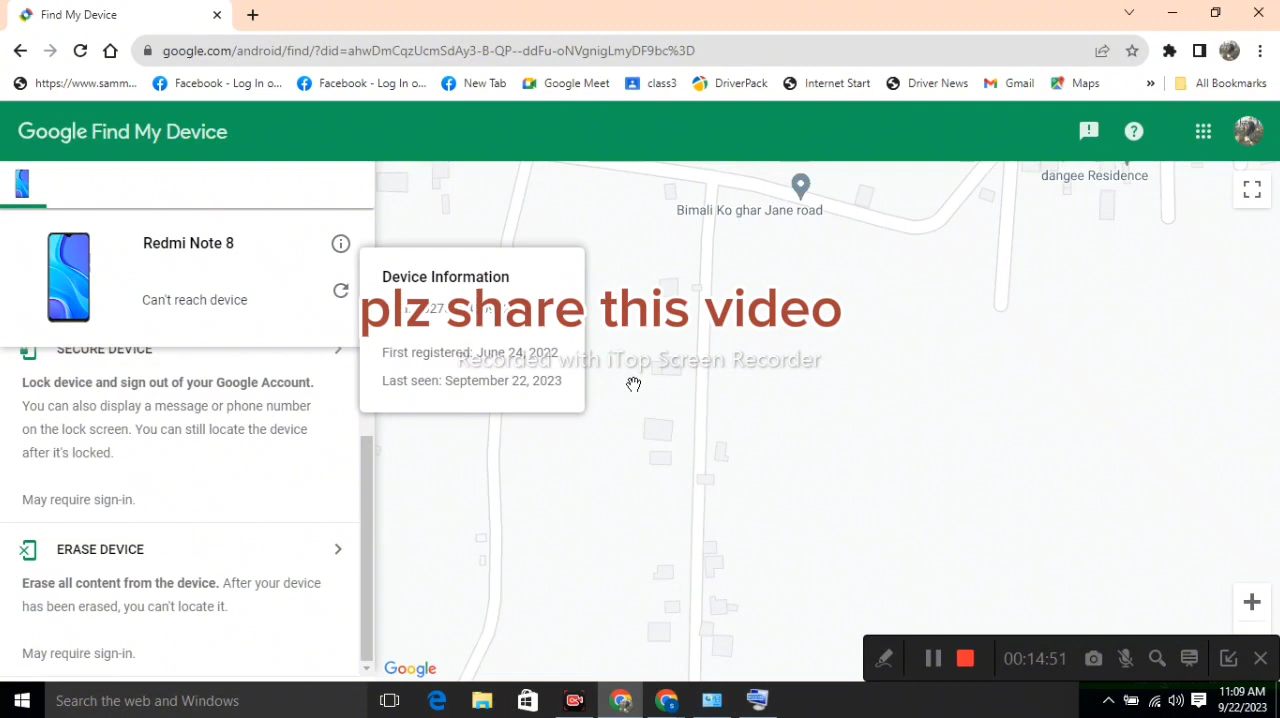 Find My Device
google.com/android/find/?did=ahwDmCqzUcmSdAy3-B-QP--ddFu-oNVgnigLmyDF9bc%3D
https://www.samm...
Facebook - Log In o...
Facebook - Log In o...
New Tab
Google Meet
class3
DriverPack
Internet Start
Driver News
Gmail
Maps
»
All Bookmarks
Google Find My Device
Redmi Note 8
Can't reach device
SECURE DEVICE
Lock device and sign out of your Google Account.
You can also display a message or phone number
on the lock screen. You can still locate the device
after it's locked.
May require sign-in.
ERASE DEVICE
Erase all content from the device. After your device
has been erased, you can't locate it.
May require sign-in.
Device Information
First registered: June 24, 2022
Last seen: September 22, 2023
plz share this video
Recorded with iTop Screen Recorder
Bimali Ko ghar Jane road
dangee Residence
Google
00:14:51
Search the web and Windows
11:09 AM
9/22/2023